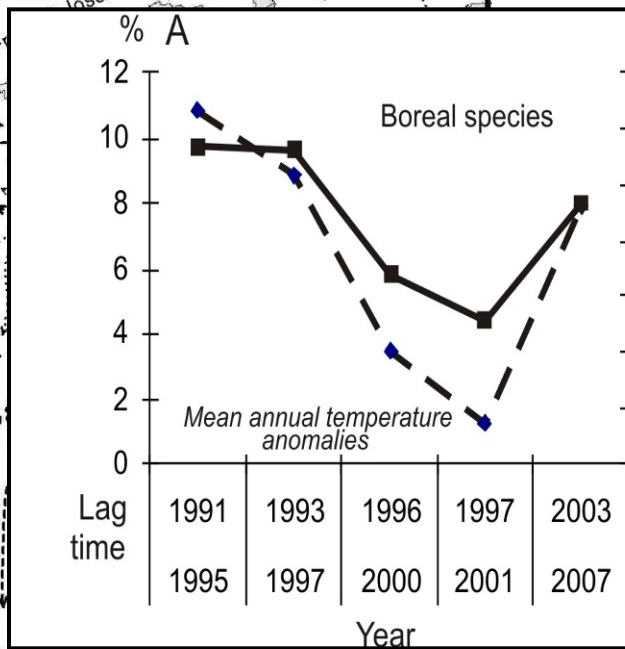 % A
12
Boreal species
10
8
6
4
2
Mean annual temperature
anomalies
0
Lag
time
1991 1993 1996 1997 2003
1995 1997 2000 2001 2007
Year